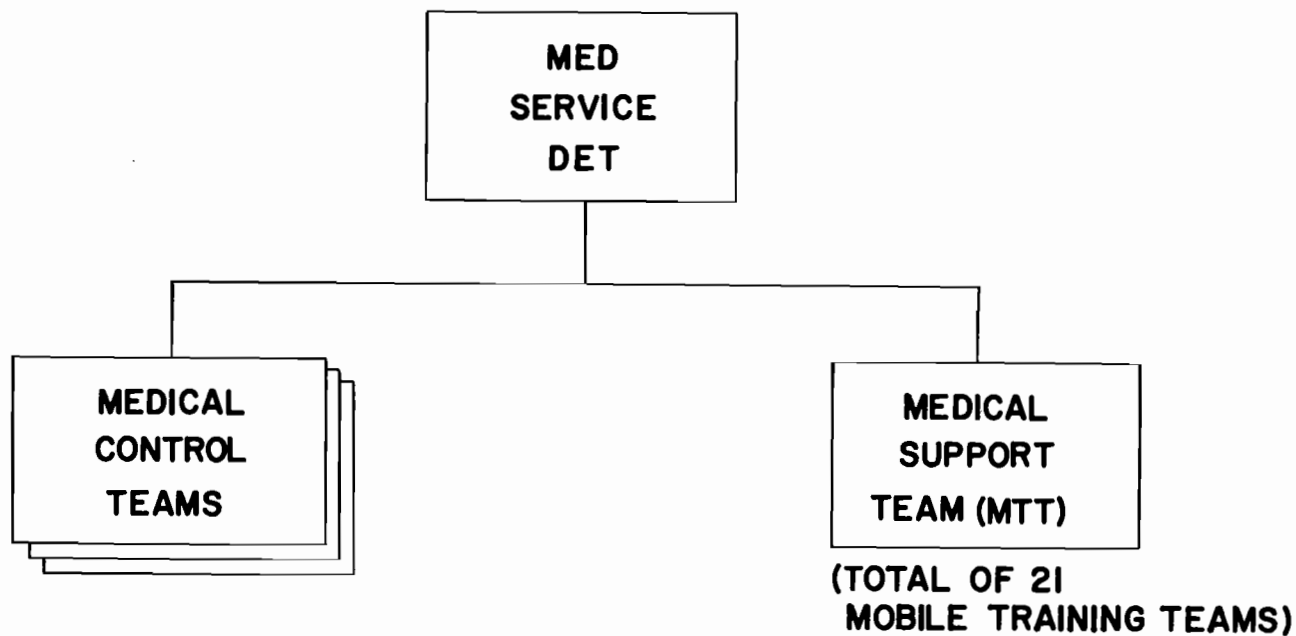 MED
SERVICE
DET
MEDICAL
CONTROL
TEAMS
MEDICAL
SUPPORT
TEAM (MTT)
(TOTAL OF 21
MOBILE TRAINING TEAMS)